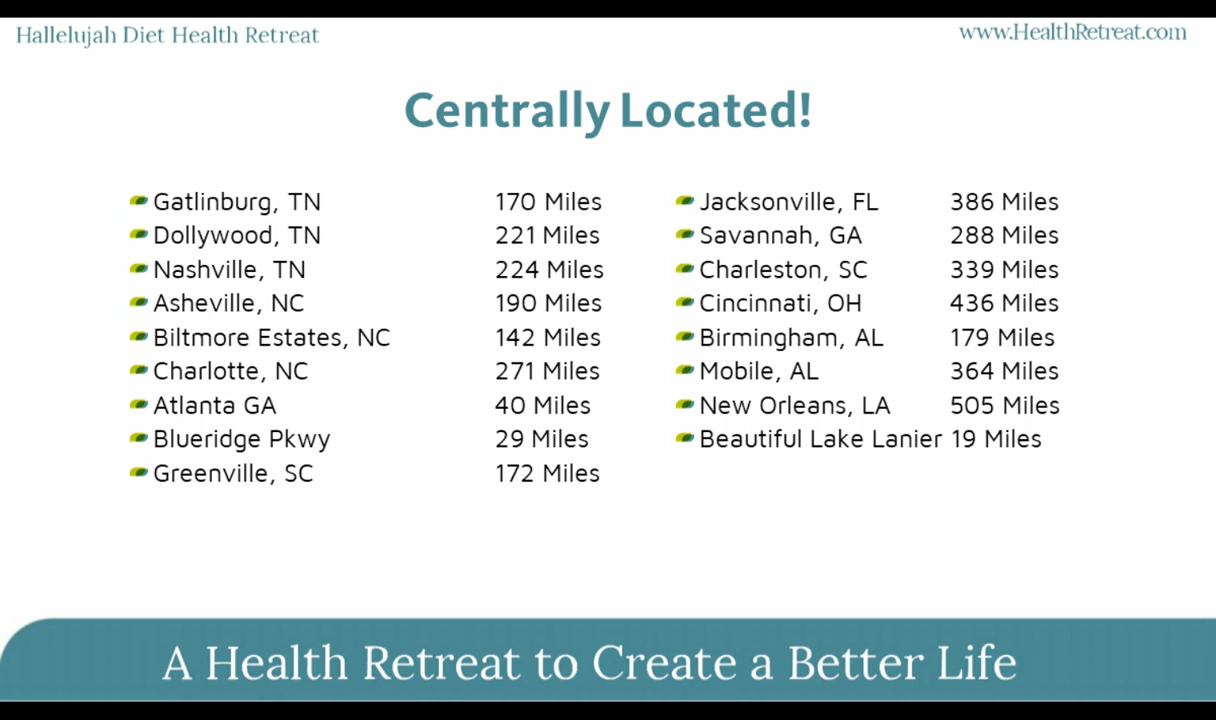 Hallelujah Diet Health Retreat
www.HealthRetreat.com
Centrally Located!
Gatlinburg, TN 170 Miles
Dollywood, TN 221 Miles
Nashville, TN 224 Miles
Asheville, NC 190 Miles
Biltmore Estates, NC 142 Miles
Charlotte, NC 271 Miles
Atlanta GA 40 Miles
Blueridge Pkwy 29 Miles
Greenville, SC 172 Miles
Jacksonville, FL 386 Miles
Savannah, GA 288 Miles
Charleston, SC 339 Miles
Cincinnati, OH 436 Miles
Birmingham, AL 179 Miles
Mobile, AL 364 Miles
New Orleans, LA 505 Miles
Beautiful Lake Lanier 19 Miles
A Health Retreat to Create a Better Life